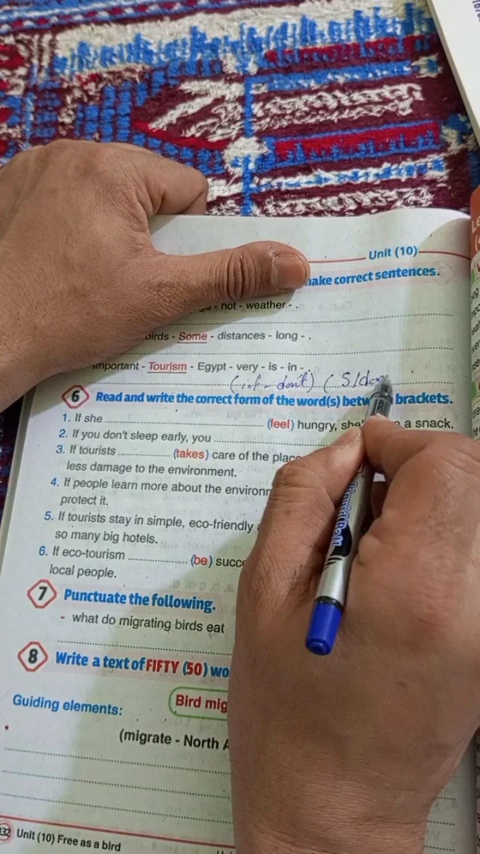 Unit (10)
make correct sentences.
- hot - weather - .
birds - Some - distances - long - .
important - Tourism - Egypt - very - is - in - .
6 Read and write the correct form of the word(s) betw brackets.
1. If she (feel) hungry, she a snack.
2. If you don't sleep early, you
3. If tourists (takes) care of the plac
less damage to the environment.
4. If people learn more about the environ
protect it.
5. If tourists stay in simple, eco-friendly
so many big hotels.
6. If eco-tourism (be) succ
local people.
7 Punctuate the following.
- what do migrating birds eat
8 Write a text of FIFTY (50) wo
Guiding elements: Bird mig
(migrate - North A
132 Unit (10) Free as a bird